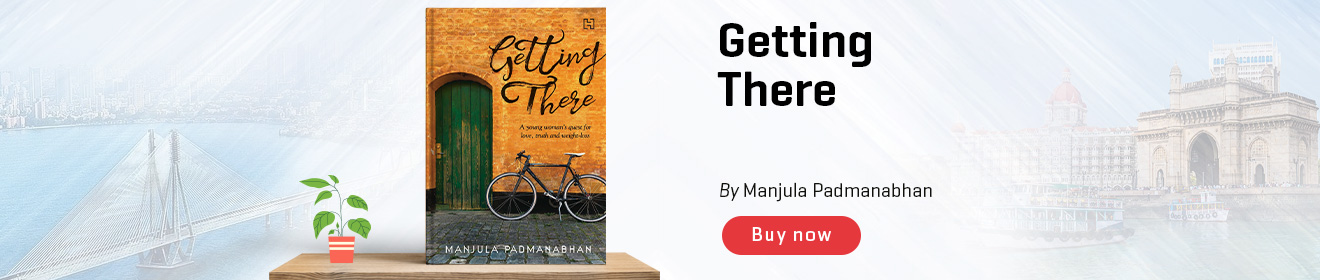 Getting
There
A young woman's quest for
love, truth and weight-loss
MANJULA PADMANABHAN
Getting
There
By Manjula Padmanabhan
Buy now